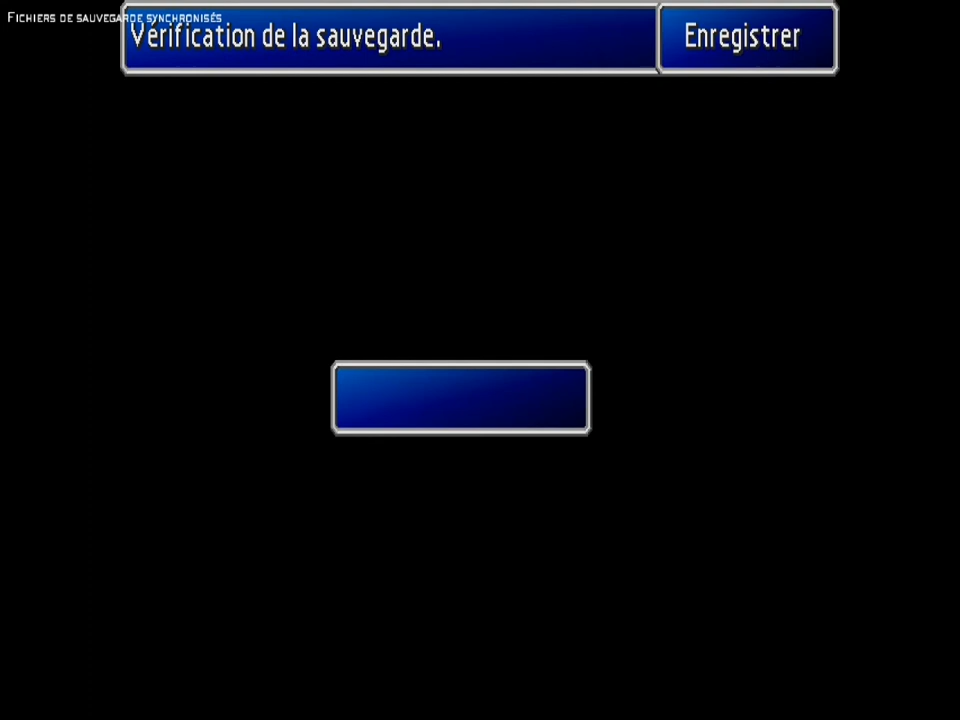 Fichiers de sauvegarde synchronisés
Vérification de la sauvegarde.
Enregistrer